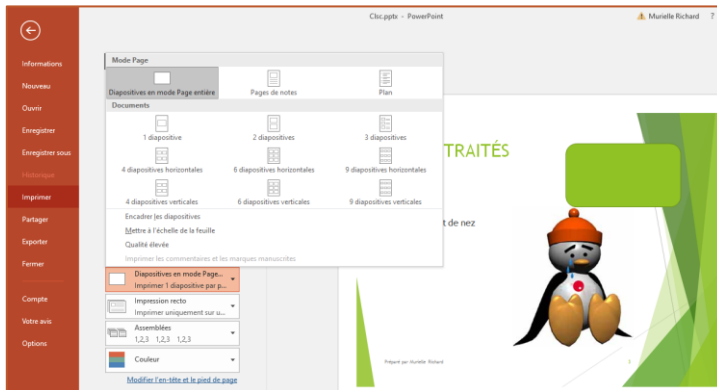 Clsc.pptx - PowerPoint
Murielle Richard
?
Informations
Nouveau
Ouvrir
Enregistrer
Enregistrer sous
Historique
Imprimer
Partager
Exporter
Fermer
Compte
Votre avis
Options
Mode Page
Diapositives en mode Page entière
Pages de notes
Plan
Documents
1 diapositive
2 diapositives
3 diapositives
4 diapositives horizontales
6 diapositives horizontales
9 diapositives horizontales
4 diapositives verticales
6 diapositives verticales
9 diapositives verticales
Encadrer les diapositives
Mettre à l'échelle de la feuille
Qualité élevée
Imprimer les commentaires et les marques manuscrites
Diapositives en mode Page...
Imprimer 1 diapositive par p...
Impression recto
Imprimer uniquement sur u...
Assemblées
1,2,3 1,2,3 1,2,3
Couleur
Modifier l'en-tête et le pied de page
TRAITÉS
t de nez
Préparé par Murielle Richard